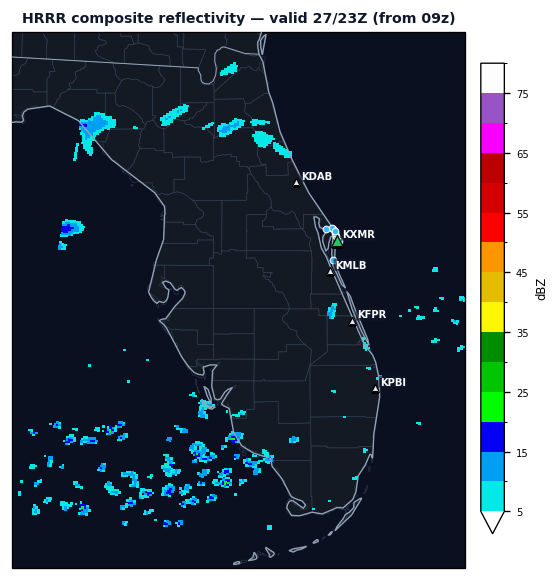 HRRR composite reflectivity — valid 27/23Z (from 09z)
KDAB
KXMR
KMLB
KFPR
KPBI
75
65
55
45
35
25
15
5
dBZ